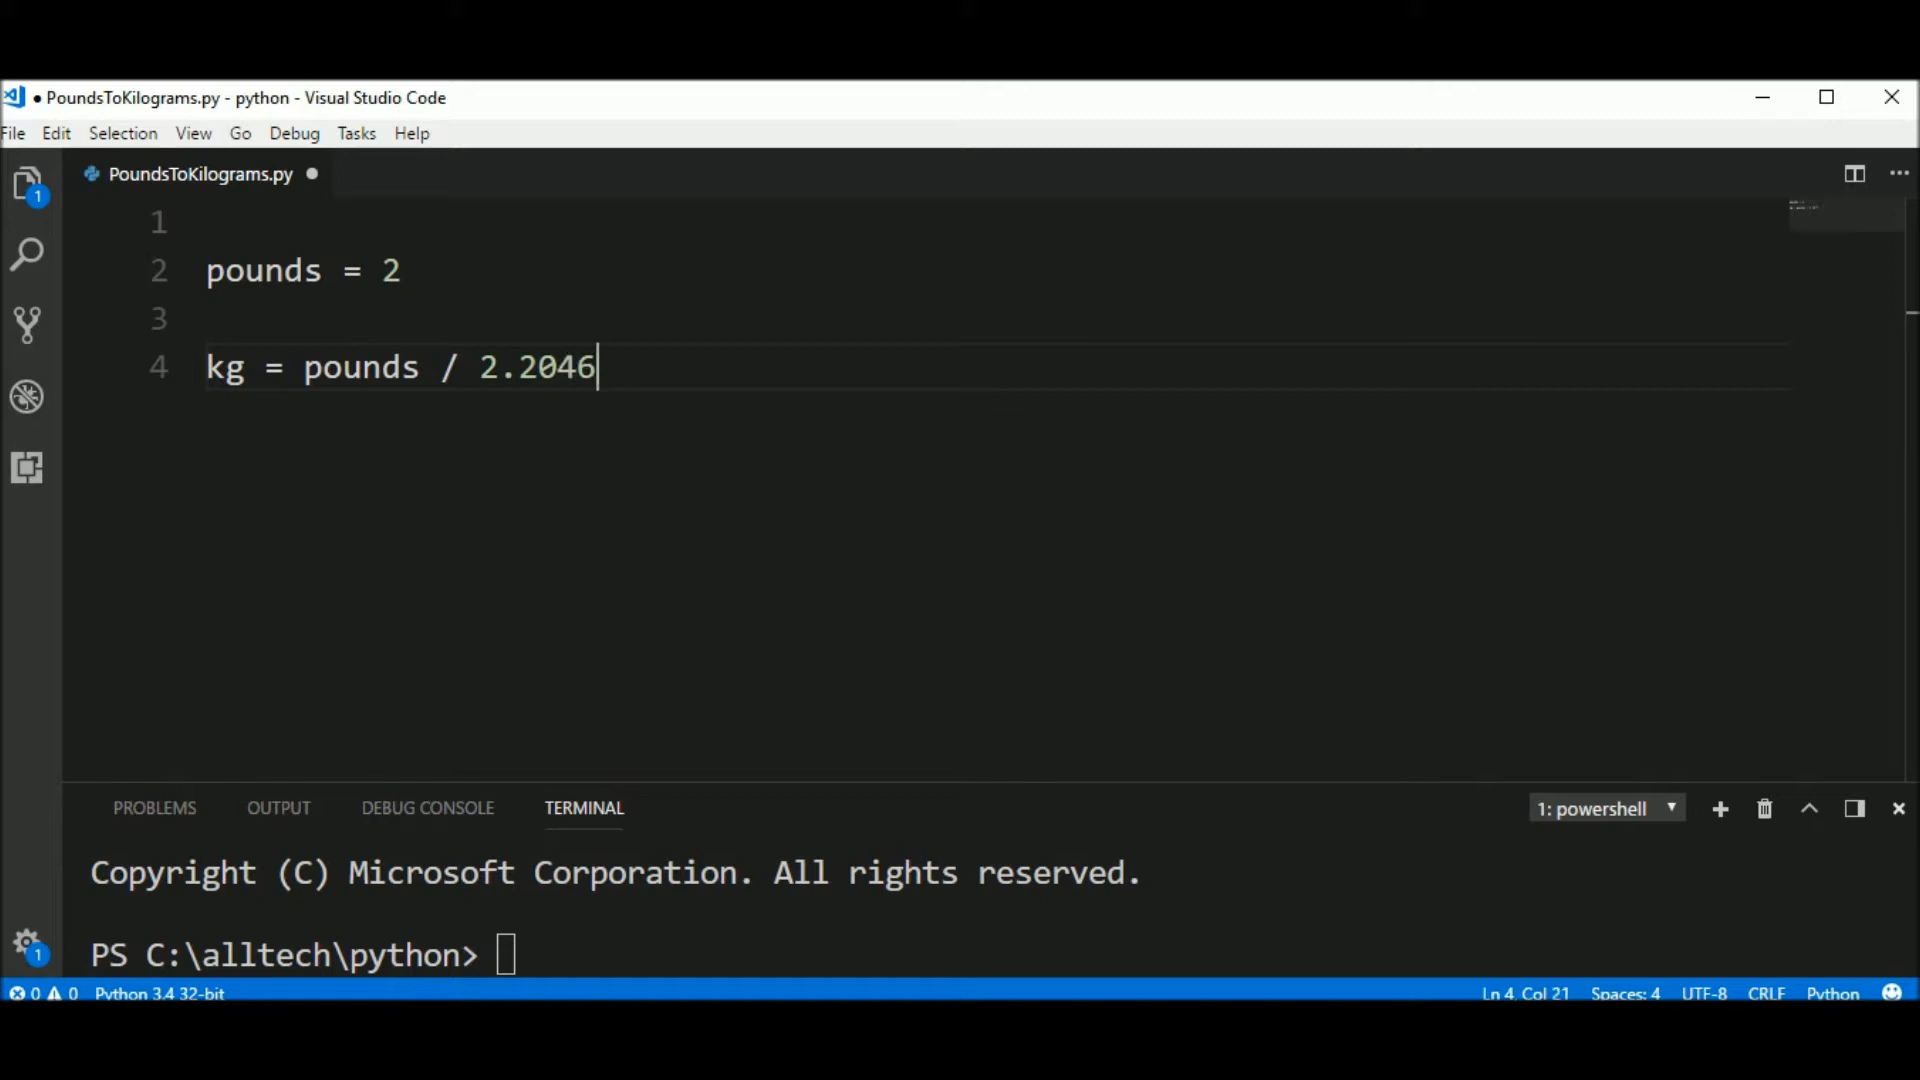 ● PoundsToKilograms.py - python - Visual Studio Code
File Edit Selection View Go Debug Tasks Help
PoundsToKilograms.py ●
1
2 pounds = 2
3
4 kg = pounds / 2.2046
PROBLEMS OUTPUT DEBUG CONSOLE TERMINAL 1: powershell
Copyright (C) Microsoft Corporation. All rights reserved.
PS C:\alltech\python>
1
1
0 0 Python 3.4 32-bit Ln 4, Col 21 Spaces: 4 UTF-8 CRLF Python